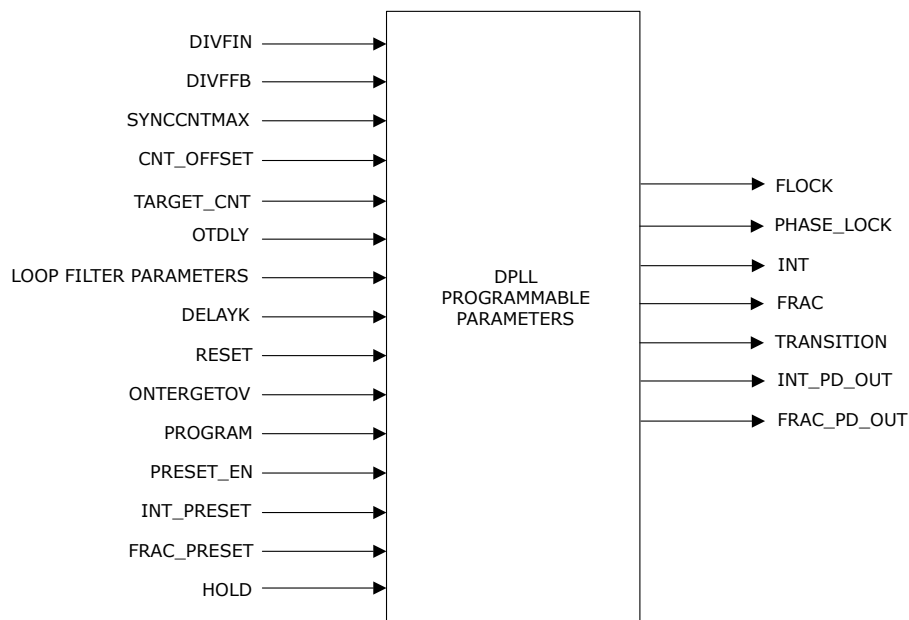 DIVFIN
DIVFFB
SYNCCNTMAX
CNT_OFFSET
TARGET_CNT
OTDLY
LOOP FILTER PARAMETERS
DELAYK
RESET
ONTERGETOV
PROGRAM
PRESET_EN
INT_PRESET
FRAC_PRESET
HOLD
DPLL
PROGRAMMABLE
PARAMETERS
FLOCK
PHASE_LOCK
INT
FRAC
TRANSITION
INT_PD_OUT
FRAC_PD_OUT